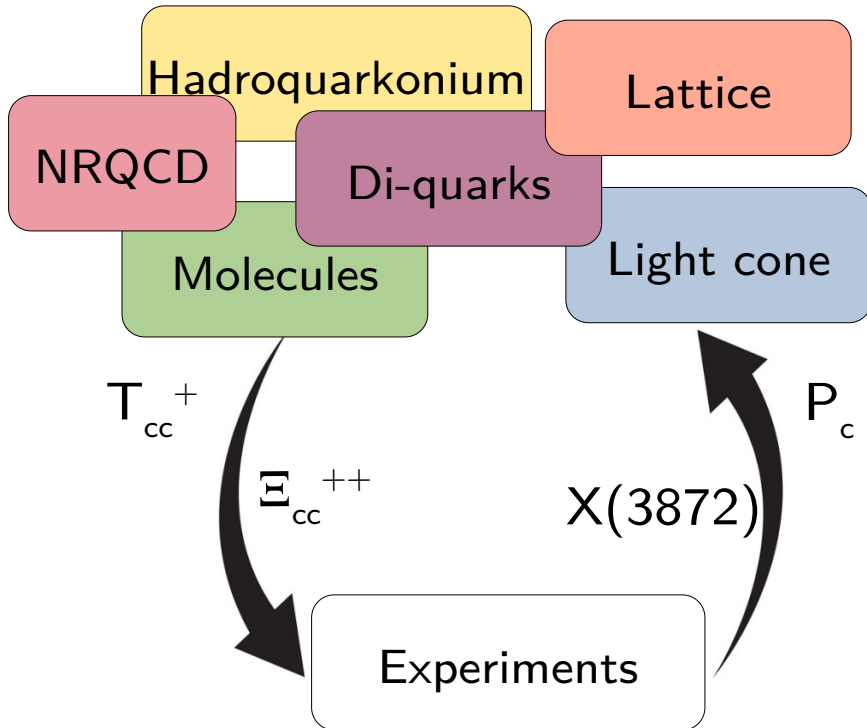 Hadroquarkonium
Lattice
NRQCD
Di-quarks
Molecules
Light cone
T_cc^+
P_c
Ξ_cc^++
X(3872)
Experiments